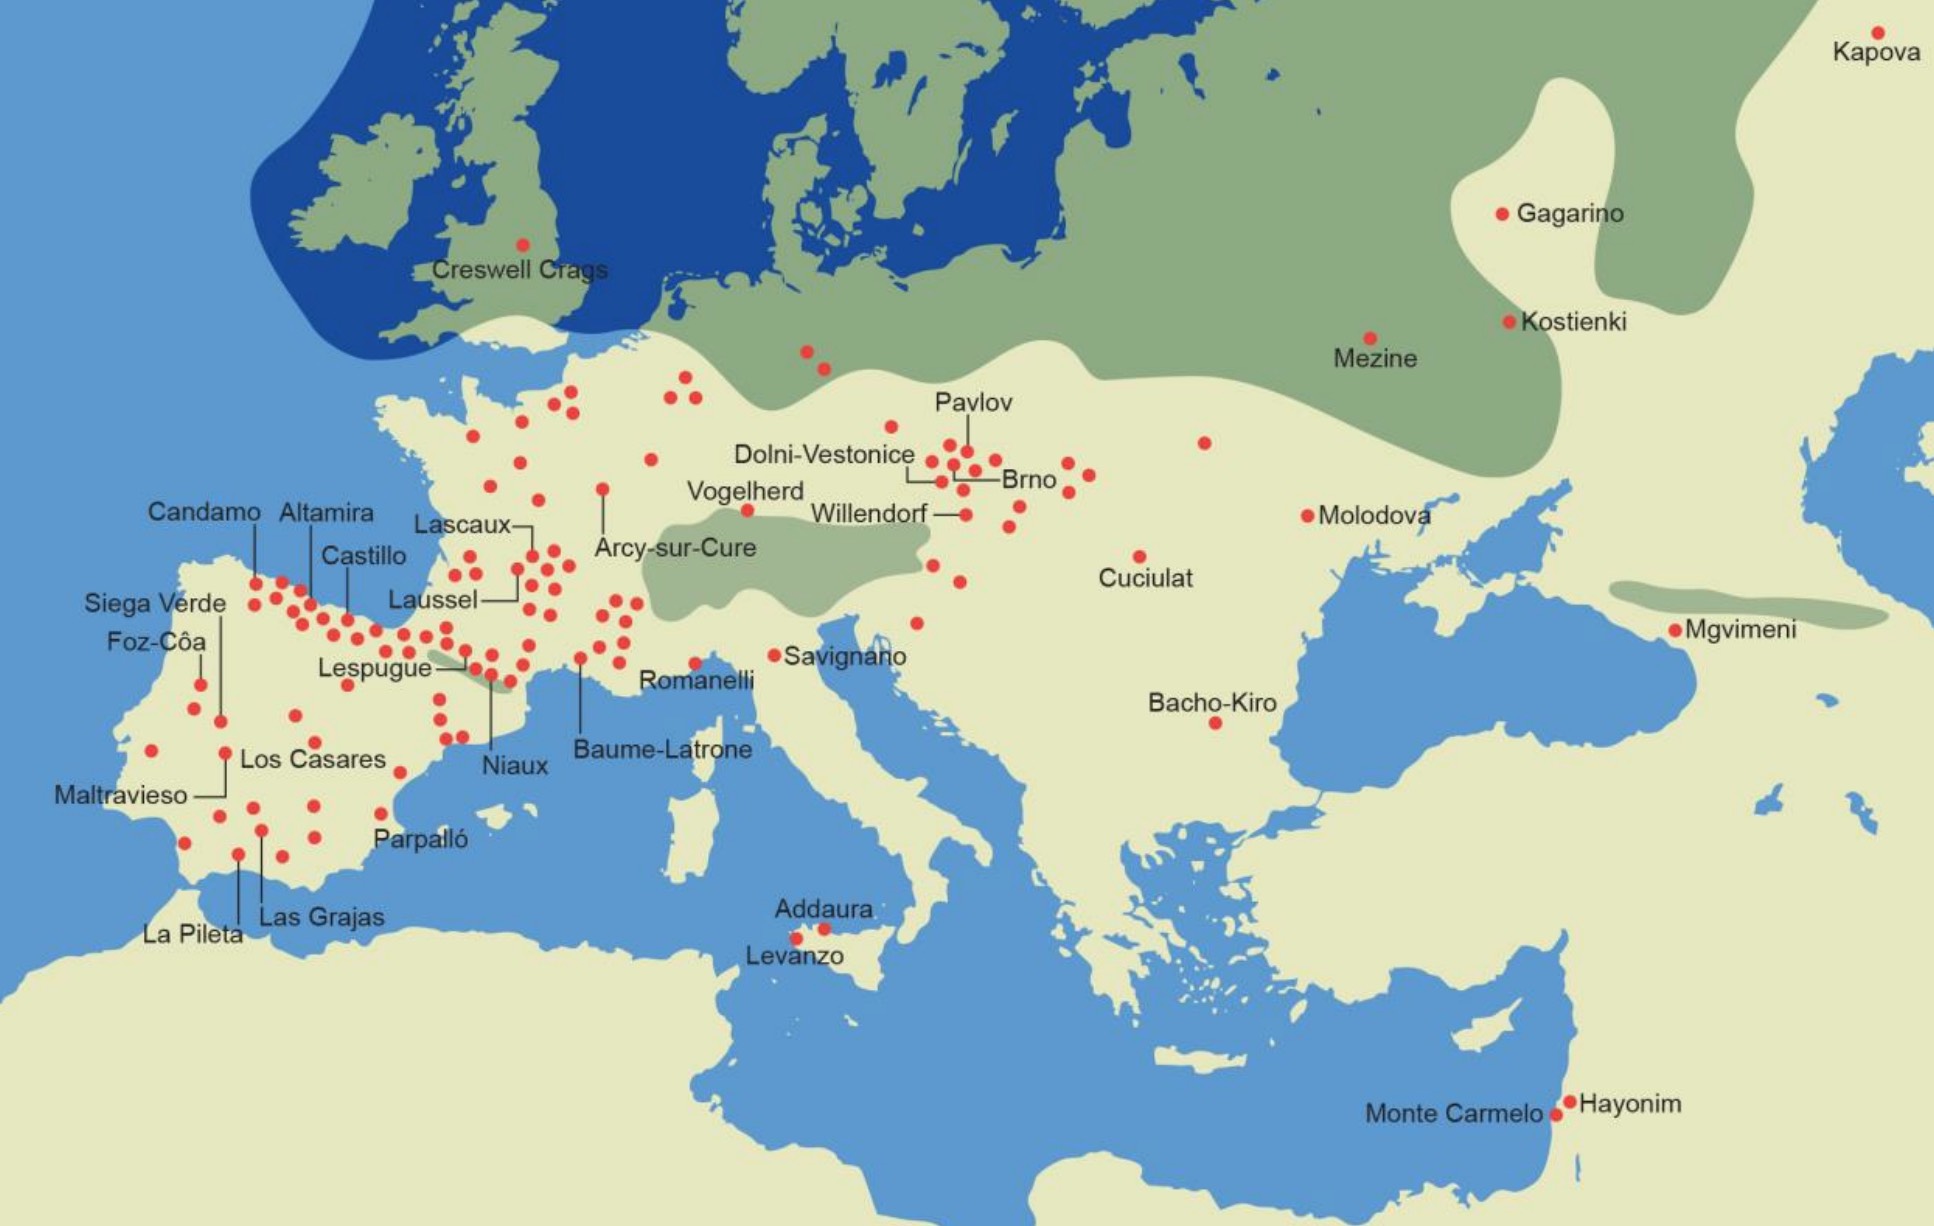 Kapova
Gagarino
Creswell Crags
Kostienki
Mezine
Pavlov
Dolni-Vestonice
Brno
Vogelherd
Candamo
Altamira
Lascaux
Willendorf
Molodova
Castillo
Arcy-sur-Cure
Cuciulat
Siega Verde
Laussel
Foz-Côa
Mgvimeni
Lespugue
Savignano
Romanelli
Bacho-Kiro
Los Casares
Niaux
Baume-Latrone
Maltravieso
Parpalló
Addaura
Las Grajas
La Pileta
Levanzo
Hayonim
Monte Carmelo